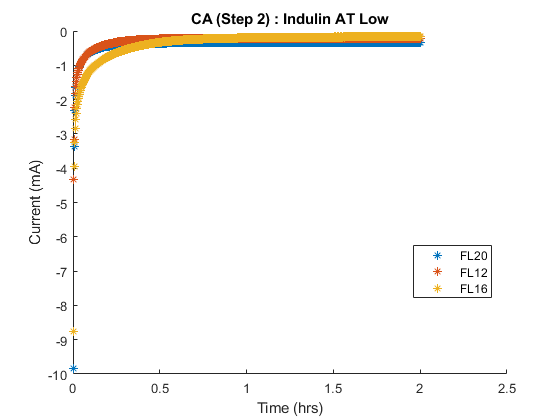 CA (Step 2) : Indulin AT Low
0
-1
-2
-3
-4
-5
-6
-7
-8
-9
-10
Current (mA)
FL20
FL12
FL16
0
0.5
1
1.5
2
2.5
Time (hrs)